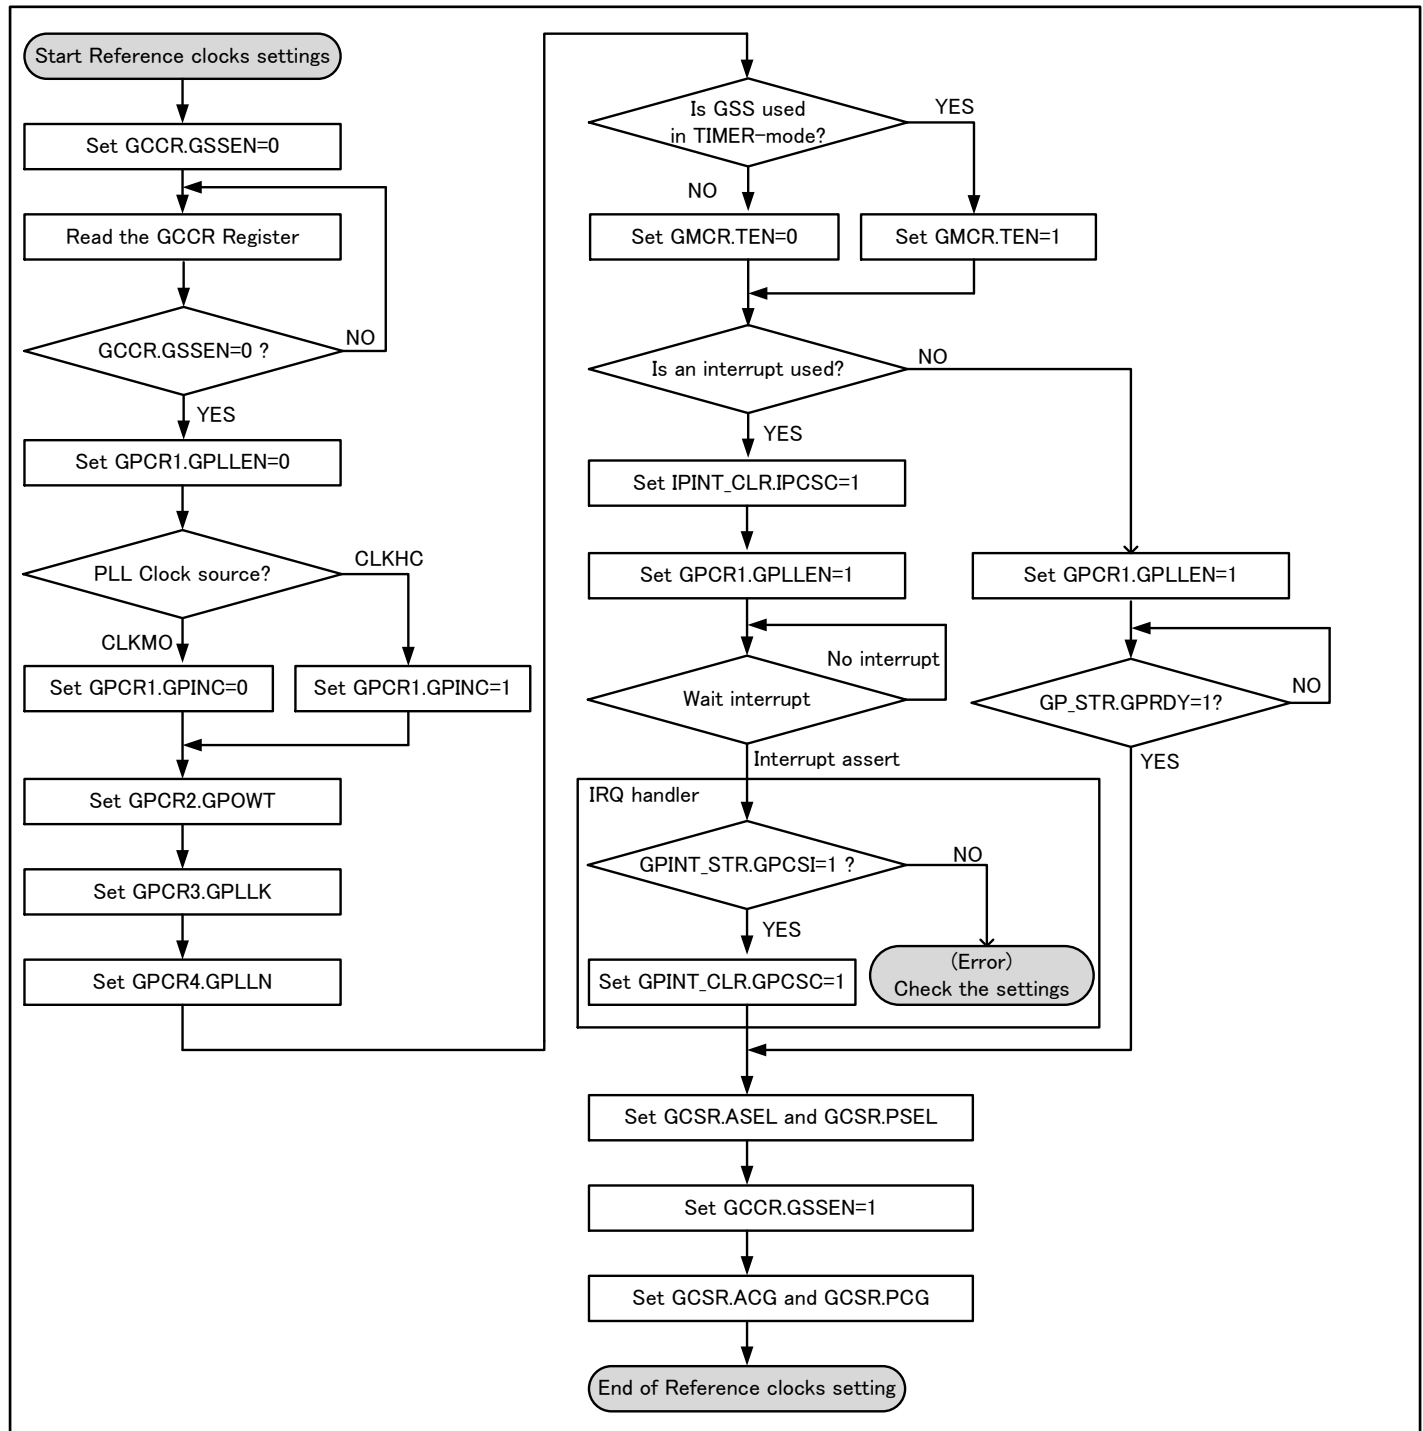 Start Reference clocks settings
Set GCCR.GSSEN=0
Read the GCCR Register
GCCR.GSSEN=0 ?
NO
YES
Set GPCR1.GPLLEN=0
PLL Clock source?
CLKHC
CLKMO
Set GPCR1.GPINC=0
Set GPCR1.GPINC=1
Set GPCR2.GPOWT
Set GPCR3.GPLLK
Set GPCR4.GPLLN
Is GSS used
in TIMER-mode?
YES
NO
Set GMCR.TEN=0
Set GMCR.TEN=1
Is an interrupt used?
NO
YES
Set IPINT_CLR.IPCSC=1
Set GPCR1.GPLLEN=1
Set GPCR1.GPLLEN=1
No interrupt
Wait interrupt
GP_STR.GPRDY=1?
NO
YES
Interrupt assert
IRQ handler
GPINT_STR.GPCSI=1 ?
NO
YES
(Error)
Check the settings
Set GPINT_CLR.GPCSC=1
Set GCSR.ASEL and GCSR.PSEL
Set GCCR.GSSEN=1
Set GCSR.ACG and GCSR.PCG
End of Reference clocks setting